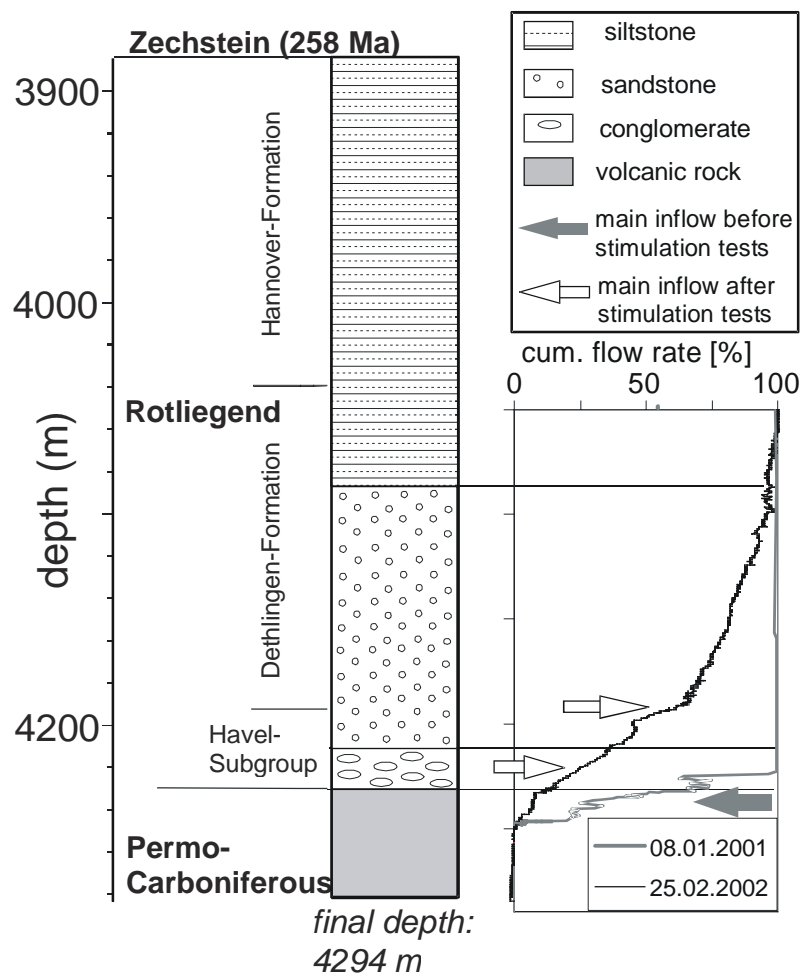 Zechstein (258 Ma)
3900
4000
4200
depth (m)
Hannover-Formation
Rotliegend
Dethlingen-Formation
Havel-
Subgroup
Permo-
Carboniferous
final depth:
4294 m
siltstone
sandstone
conglomerate
volcanic rock
main inflow before
stimulation tests
main inflow after
stimulation tests
cum. flow rate [%]
0 50 100
08.01.2001
25.02.2002